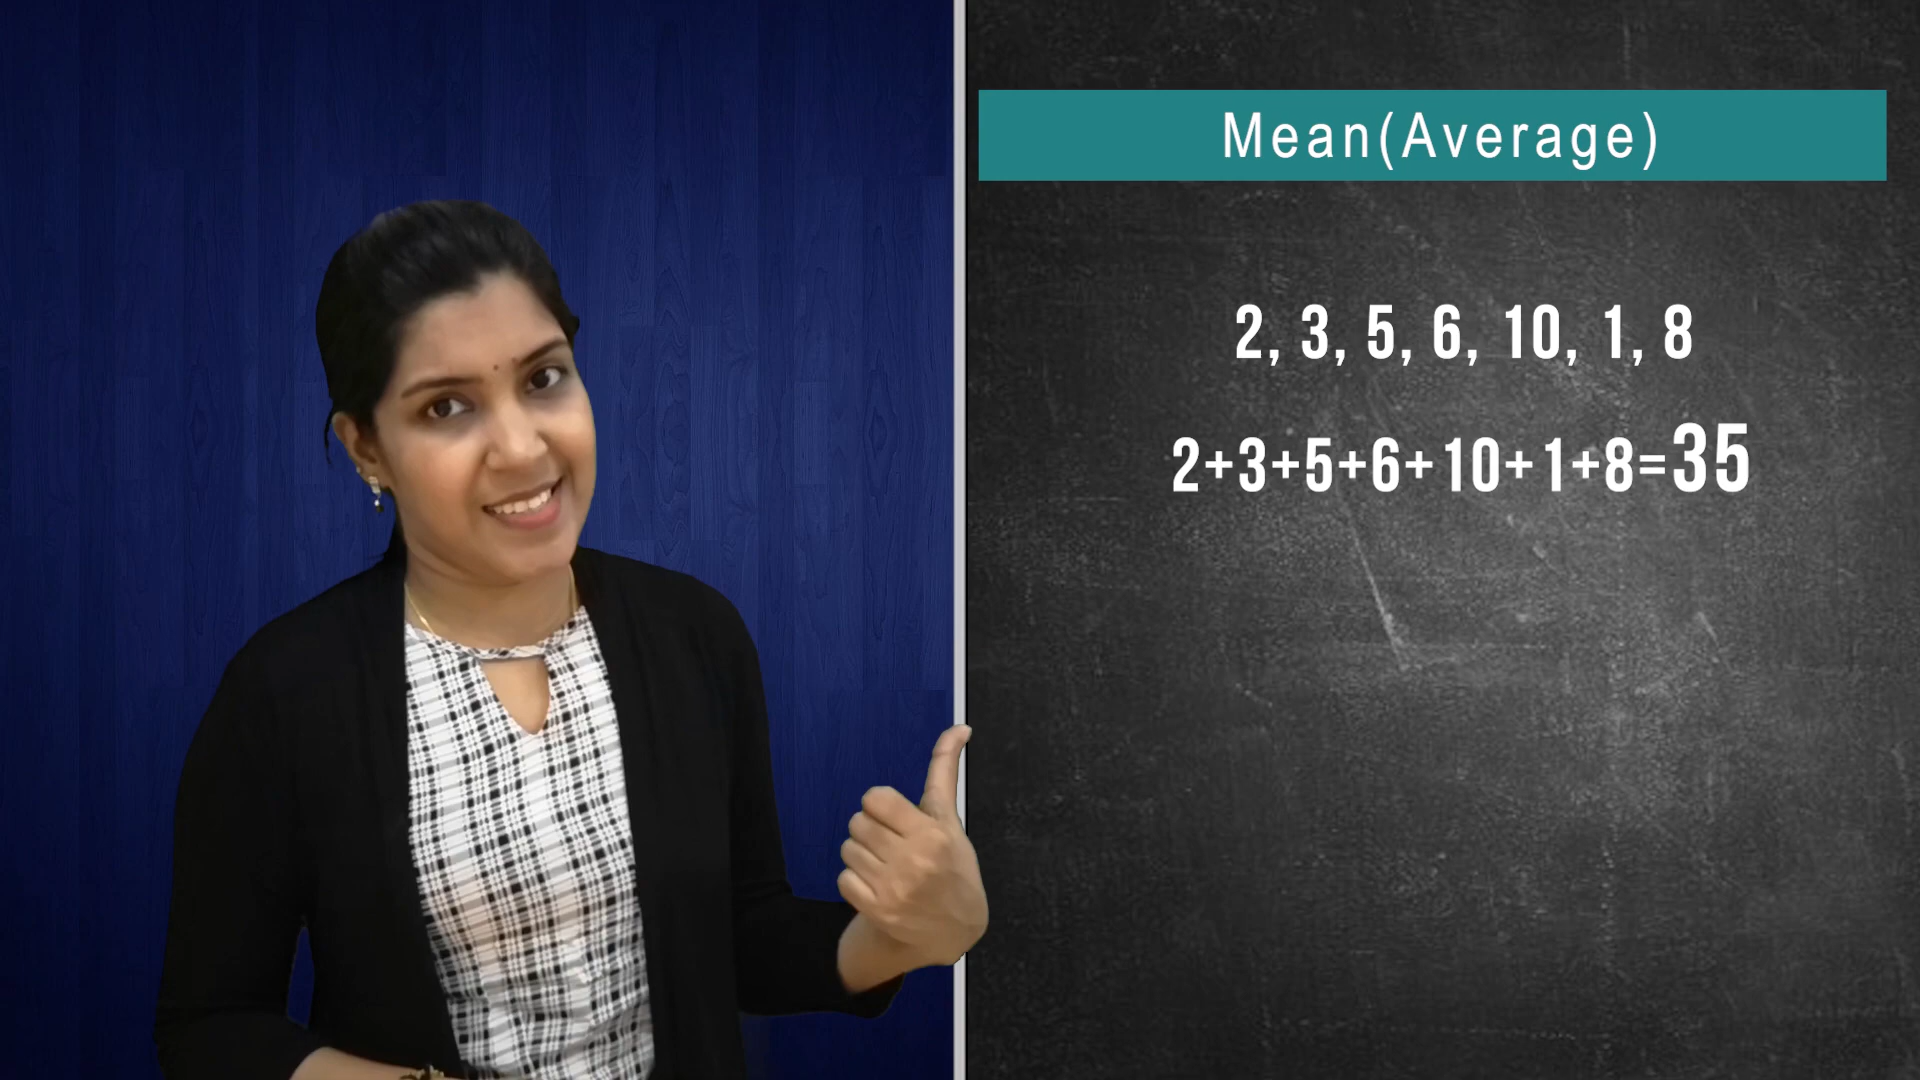 Mean(Average)
2, 3, 5, 6, 10, 1, 8
2+3+5+6+10+1+8=35